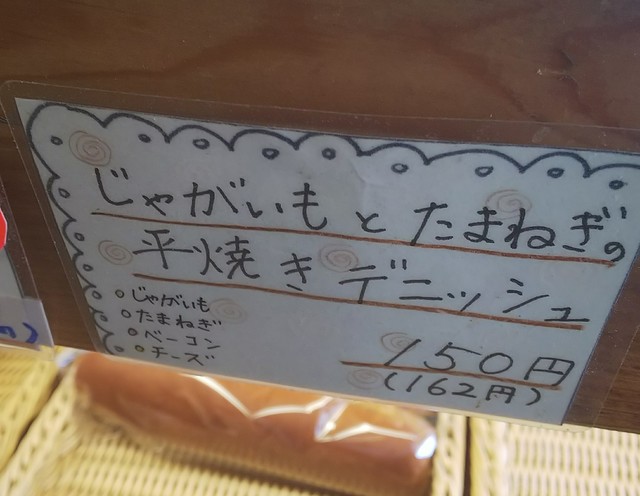 じゃがいもとたまねぎの
平焼きデニッシュ
○じゃがいも
○たまねぎ
○ベーコン
○チーズ
150円
(162円)